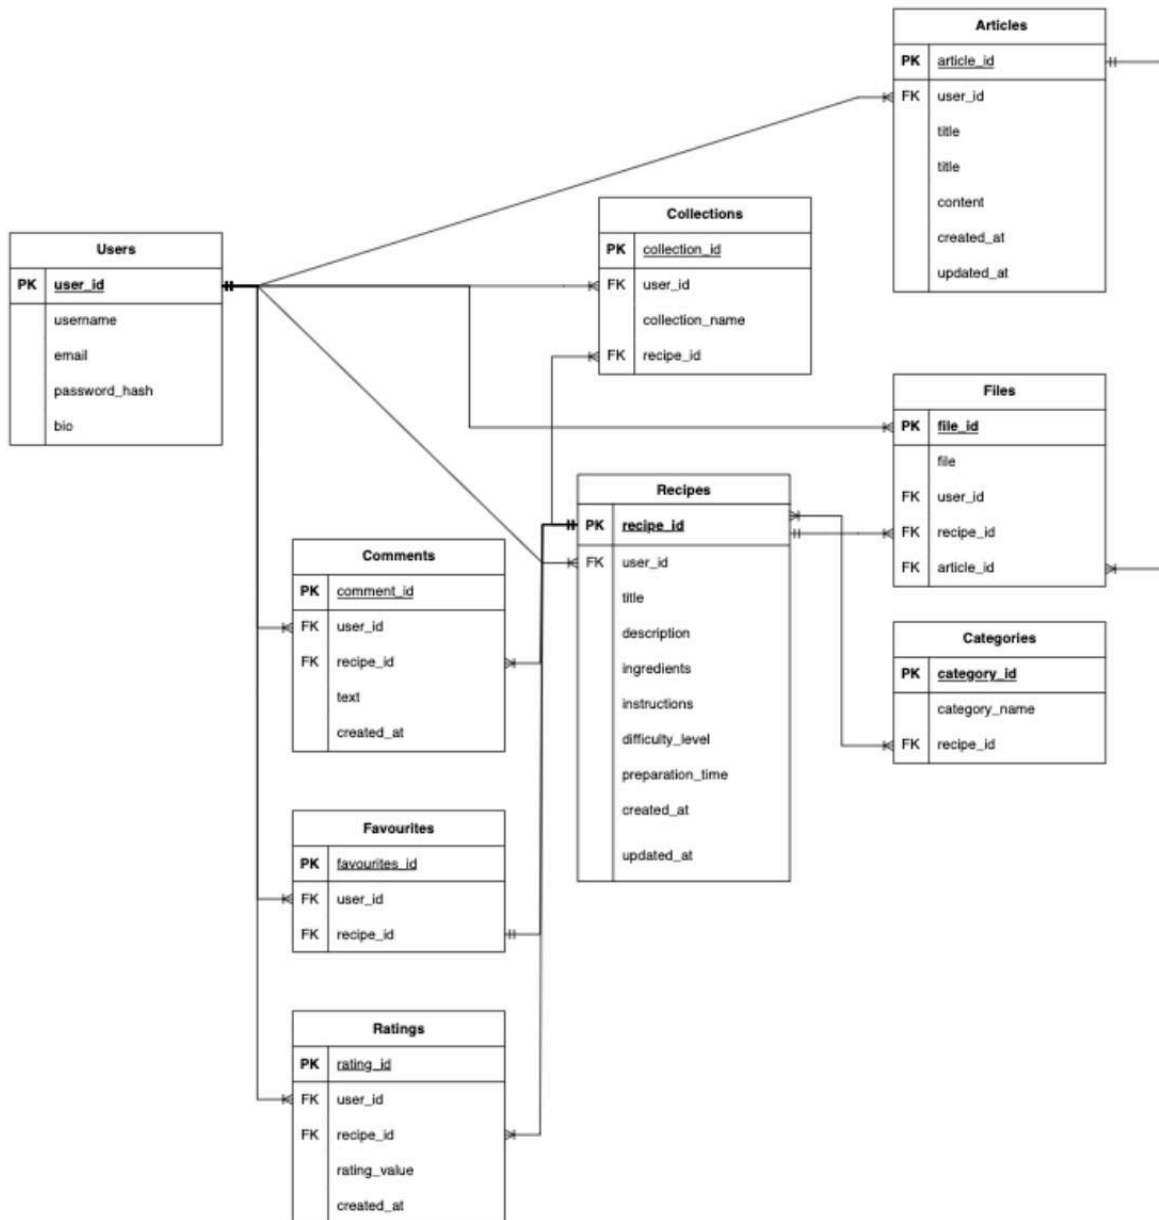 Articles
PK article_id
FK user_id
title
title
content
created_at
updated_at
Collections
PK collection_id
FK user_id
collection_name
FK recipe_id
Users
PK user_id
username
email
password_hash
bio
Files
PK file_id
file
FK user_id
FK recipe_id
FK article_id
Recipes
PK recipe_id
FK user_id
title
description
ingredients
instructions
difficulty_level
preparation_time
created_at
updated_at
Comments
PK comment_id
FK user_id
FK recipe_id
text
created_at
Categories
PK category_id
category_name
FK recipe_id
Favourites
PK favourites_id
FK user_id
FK recipe_id
Ratings
PK rating_id
FK user_id
FK recipe_id
rating_value
created_at